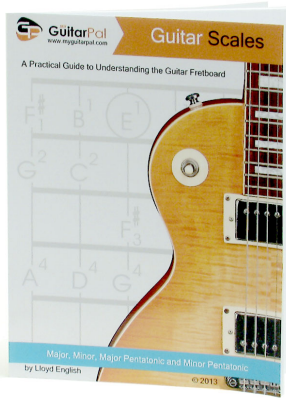 GuitarPal
www.myguitarpal.com
Guitar Scales
A Practical Guide to Understanding the Guitar Fretboard
F 1 B 1 E 1
G 2 C 2
F 3
A 4 D 4 G 4
Major, Minor, Major Pentatonic and Minor Pentatonic
by Lloyd English
© 2013